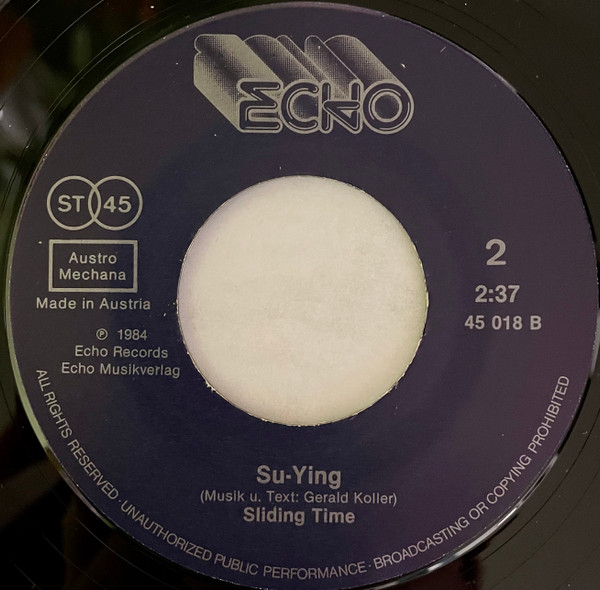 ECHO
ST 45
Austro
Mechana
Made in Austria
℗ 1984
Echo Records
Echo Musikverlag
2
2:37
45 018 B
Su-Ying
(Musik u. Text: Gerald Koller)
Sliding Time
ALL RIGHTS RESERVED · UNAUTHORIZED PUBLIC PERFORMANCE · BROADCASTING OR COPYING PROHIBITED